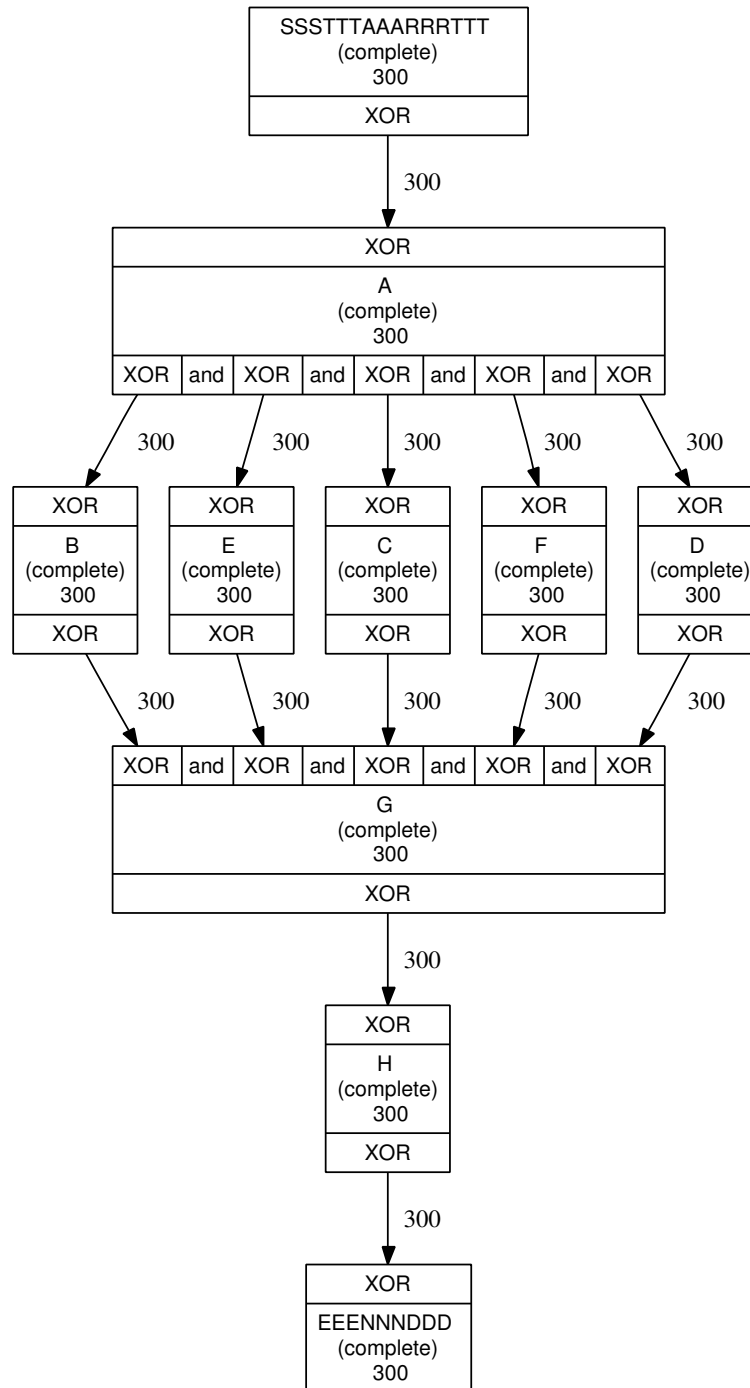 SSSTTTAAARRRTTT
(complete)
300
XOR
300
XOR
A
(complete)
300
XOR and XOR and XOR and XOR and XOR
300 300 300 300 300
XOR XOR XOR XOR XOR
B E C F D
(complete) (complete) (complete) (complete) (complete)
300 300 300 300 300
XOR XOR XOR XOR XOR
300 300 300 300 300
XOR and XOR and XOR and XOR and XOR
G
(complete)
300
XOR
300
XOR
H
(complete)
300
XOR
300
XOR
EEENNNDDD
(complete)
300